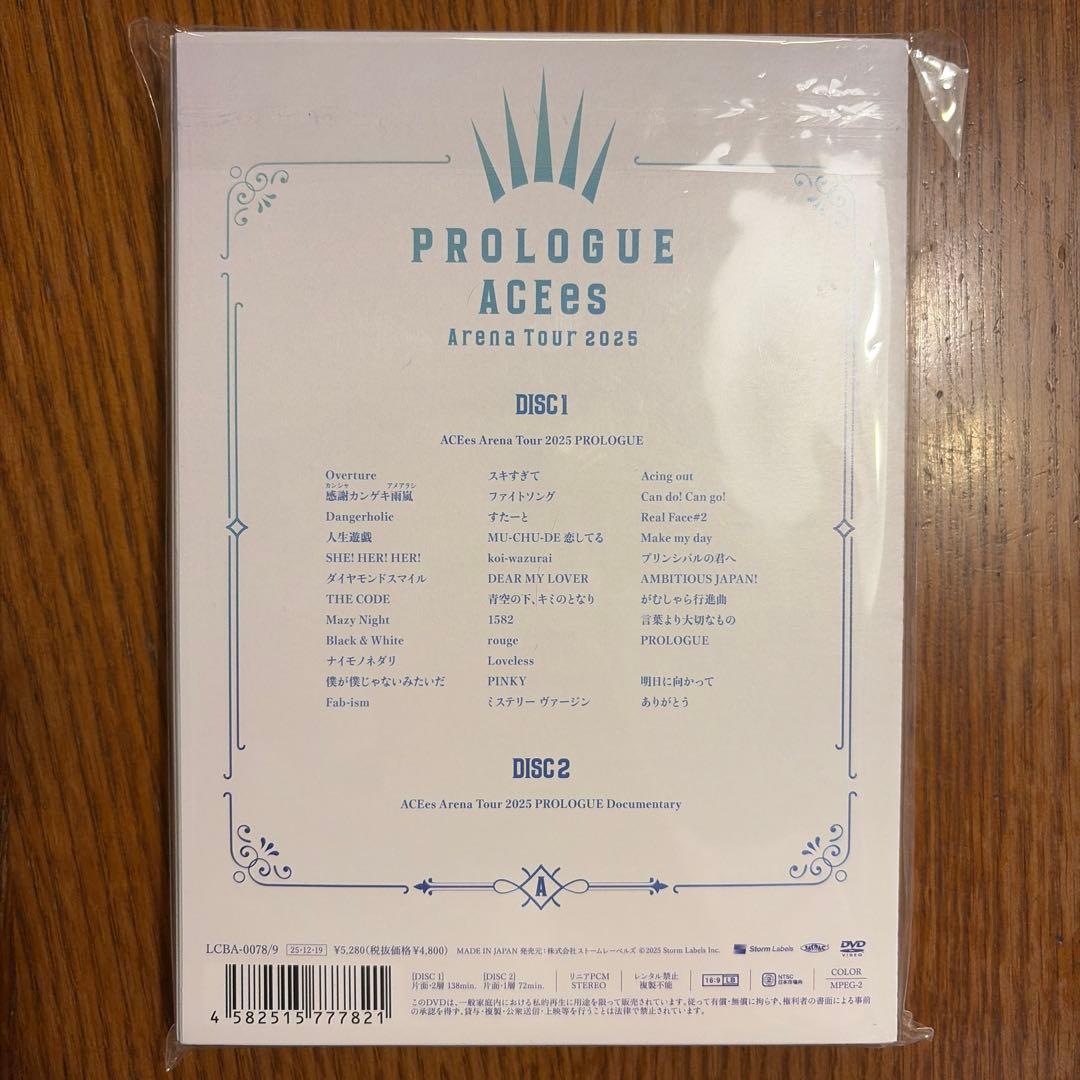 PROLOGUE
ACEes
Arena Tour 2025
DISC 1
ACEes Arena Tour 2025 PROLOGUE
Overture
カンシャ アメアラシ
感謝カンゲキ雨嵐
Dangerholic
人生遊戯
SHE! HER! HER!
ダイヤモンドスマイル
THE CODE
Mazy Night
Black & White
ナイモノネダリ
僕が僕じゃないみたいだ
Fab-ism
スキすぎて
ファイトソング
すたーと
MU-CHU-DE 恋してる
koi-wazurai
DEAR MY LOVER
青空の下、キミのとなり
1582
rouge
Loveless
PINKY
ミステリー ヴァージン
Acing out
Can do! Can go!
Real Face#2
Make my day
プリンシパルの君へ
AMBITIOUS JAPAN!
がむしゃら行進曲
言葉より大切なもの
PROLOGUE
明日に向かって
ありがとう
DISC 2
ACEes Arena Tour 2025 PROLOGUE Documentary
A
LCBA-0078/9 25・12・19 ¥5,280(税抜価格¥4,800) MADE IN JAPAN 発売元:株式会社ストームレーベルズ ©2025 Storm Labels Inc. Storm Labels DVD VIDEO
[DISC 1] 片面・2層 138min. [DISC 2] 片面・1層 72min. リニアPCM STEREO レンタル禁止 複製不能 16:9 LB 2 NTSC 日本市場向 COLOR MPEG-2
このDVDは、一般家庭内における私的再生に用途を限って販売されています。従って有償・無償に拘らず、権利者の書面による事前
の承認を得ず、貸与・複製・公衆送信・上映等を行うことは法律で禁止されています。
4 582515 777821